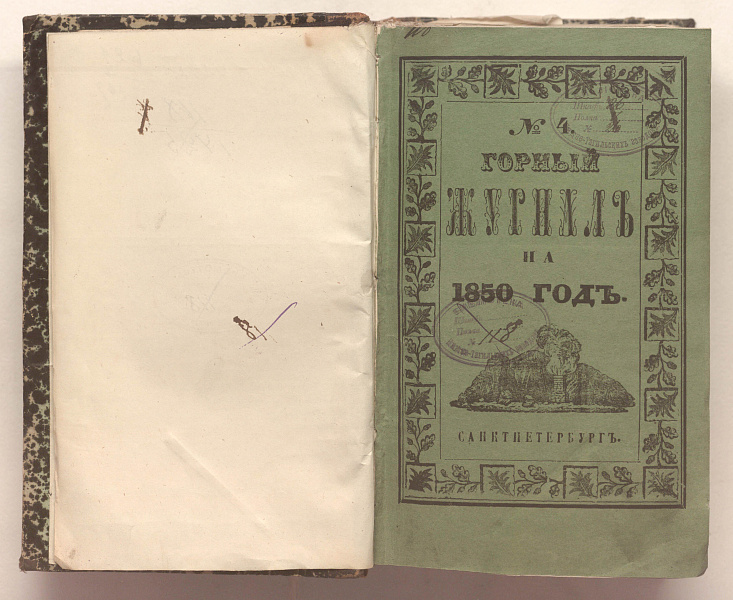 № 4.
ГОРНЫЙ
ЖУРНАЛЪ
НА
1850 ГОДЪ.
САНКТПЕТЕРБУРГЪ.